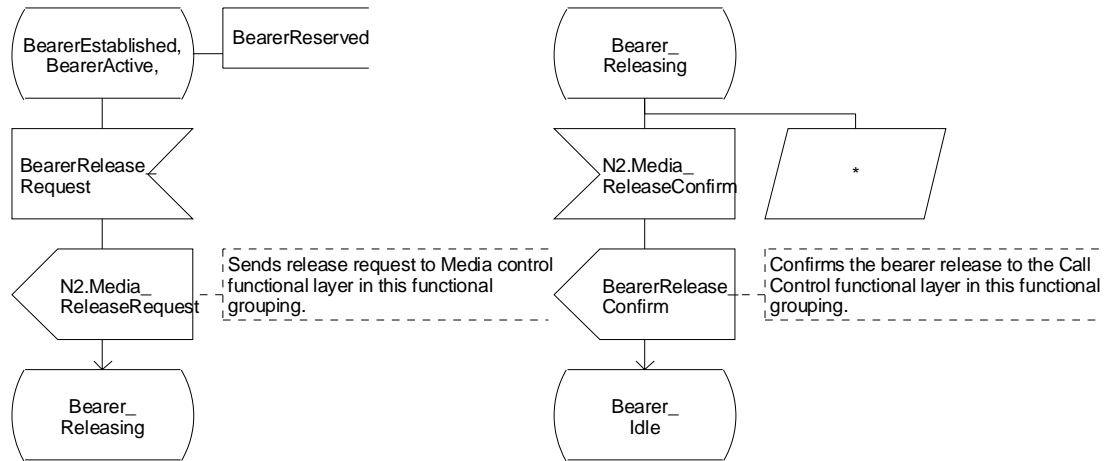 BearerEstablished,
BearerActive,
BearerReserved
BearerRelease_
Request
N2.Media_
ReleaseRequest
Sends release request to Media control
functional layer in this functional
grouping.
Bearer_
Releasing
Bearer_
Releasing
N2.Media_
ReleaseConfirm
*
BearerRelease_
Confirm
Confirms the bearer release to the Call
Control functional layer in this functional
grouping.
Bearer_
Idle